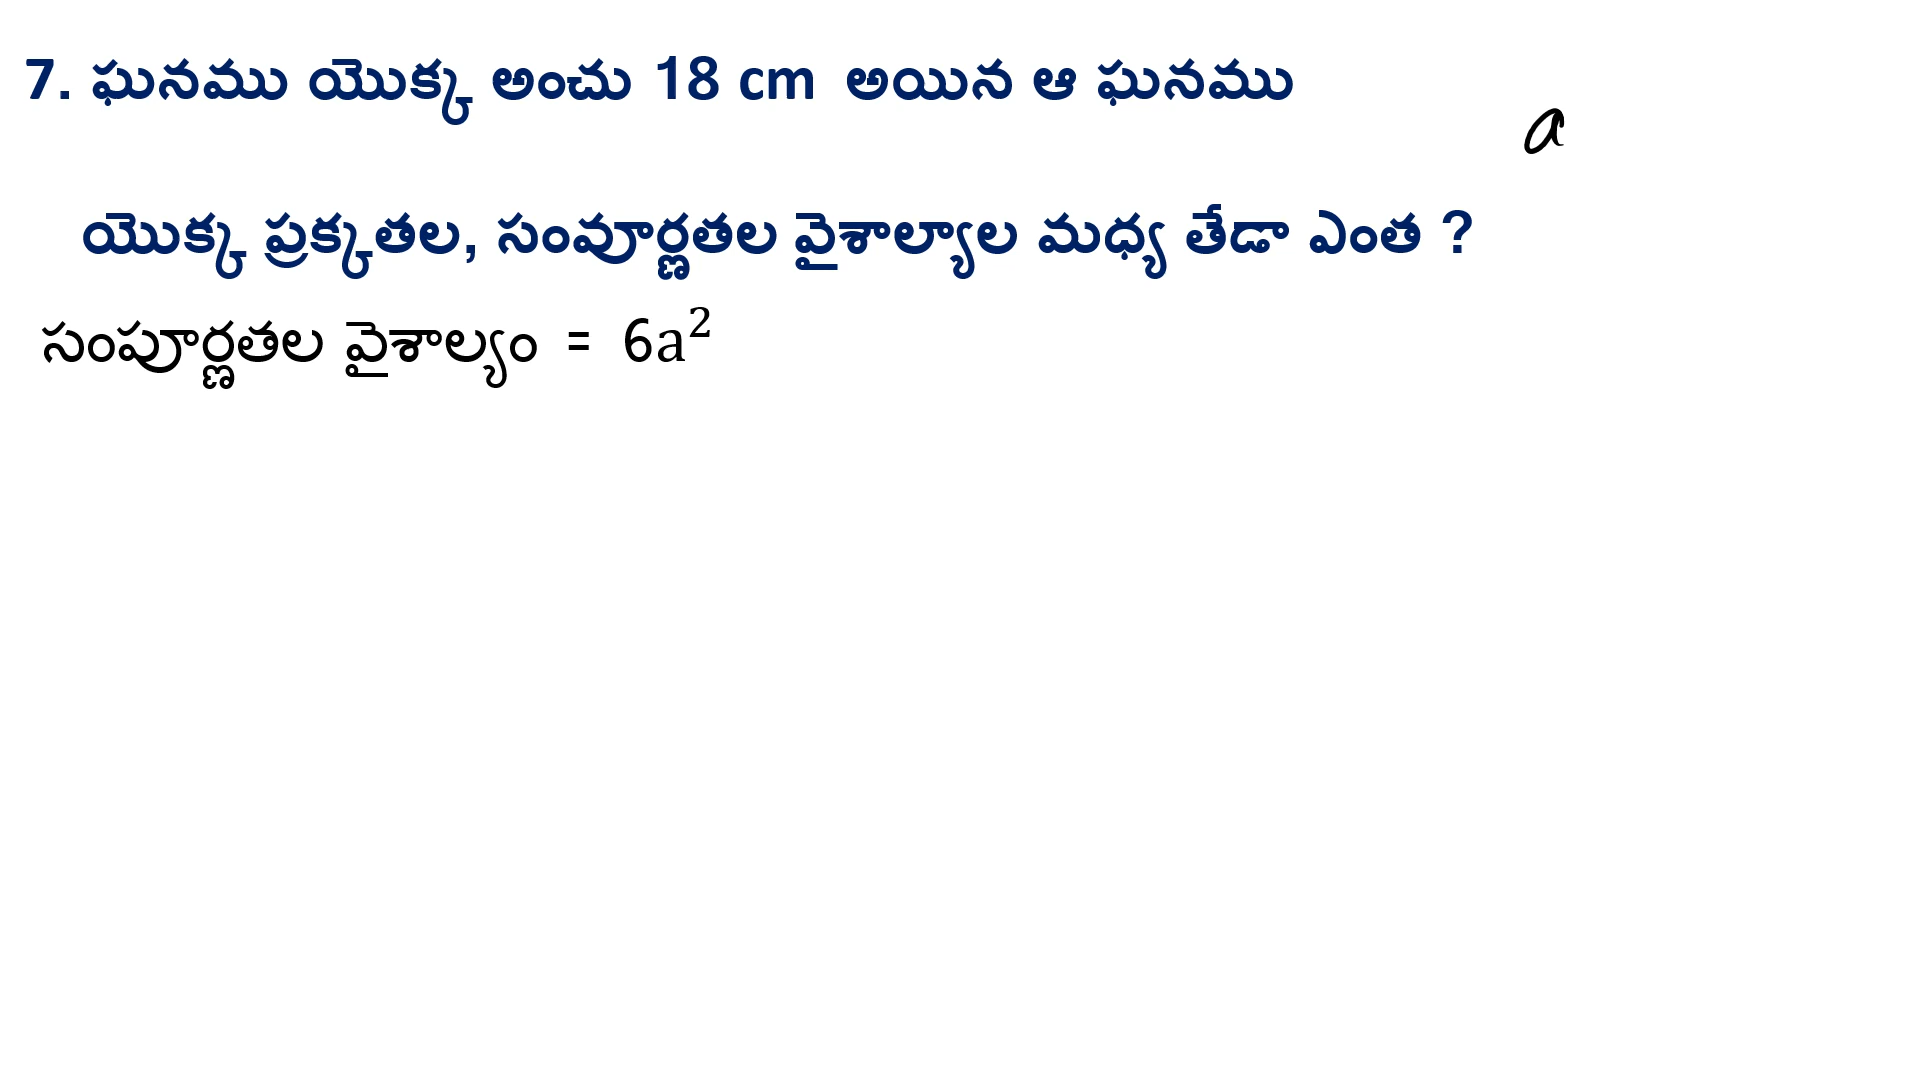 7. ఘనము యొక్క అంచు 18 cm అయిన ఆ ఘనము
a
యొక్క ప్రక్కతల, సంపూర్ణతల వైశాల్యాల మధ్య తేడా ఎంత ?
సంపూర్ణతల వైశాల్యం = 6a²